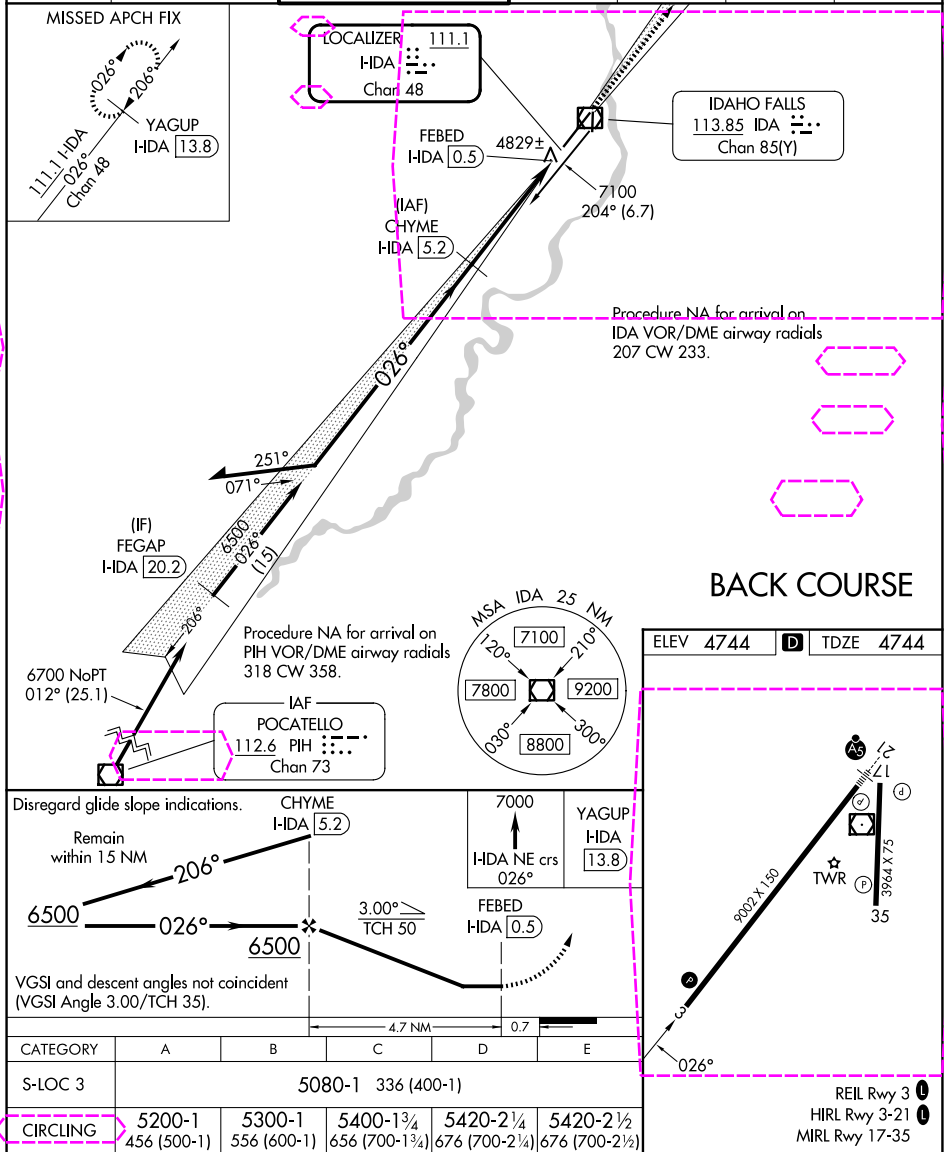 MISSED APCH FIX
026°
206°
YAGUP
I-IDA 13.8
111.1 I-IDA
026°
Chan 48
LOCALIZER 111.1
I-IDA
Chan 48
IDAHO FALLS
113.85 IDA
Chan 85(Y)
FEBED
I-IDA 0.5
4829±
7100
204° (6.7)
(IAF)
CHYME
I-IDA 5.2
Procedure NA for arrival on
IDA VOR/DME airway radials
207 CW 233.
026°
251°
071°
(IF)
FEGAP
I-IDA 20.2
6500
026°
(15)
206°
BACK COURSE
Procedure NA for arrival on
PIH VOR/DME airway radials
318 CW 358.
6700 NoPT
012° (25.1)
IAF
POCATELLO
112.6 PIH
Chan 73
MSA IDA 25 NM
120°
7100
210°
7800
9200
030°
8800
300°
ELEV 4744
D
TDZE 4744
A5
21
17
P
P
9002 X 150
TWR
P
3964 X 75
35
P
3
026°
REIL Rwy 3 L
HIRL Rwy 3-21 L
MIRL Rwy 17-35
Disregard glide slope indications.
CHYME
I-IDA 5.2
Remain
within 15 NM
206°
6500
026°
6500
3.00°
TCH 50
7000
I-IDA NE crs
026°
YAGUP
I-IDA
13.8
FEBED
I-IDA 0.5
VGSI and descent angles not coincident
(VGSI Angle 3.00/TCH 35).
4.7 NM
0.7
CATEGORY A B C D E
S-LOC 3 5080-1 336 (400-1)
CIRCLING
5200-1 5300-1 5400-1¾ 5420-2¼ 5420-2½
456 (500-1) 556 (600-1) 656 (700-1¾) 676 (700-2¼) 676 (700-2½)